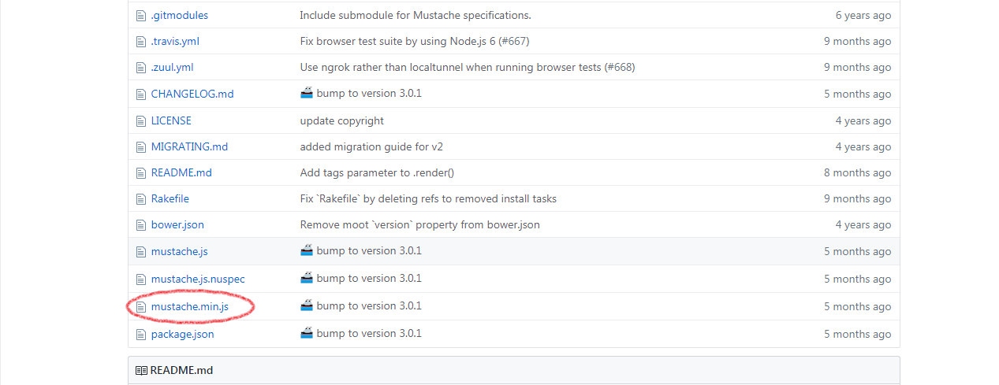 .gitmodules Include submodule for Mustache specifications. 6 years ago
.travis.yml Fix browser test suite by using Node.js 6 (#667) 9 months ago
.zuul.yml Use ngrok rather than localtunnel when running browser tests (#668) 9 months ago
CHANGELOG.md bump to version 3.0.1 5 months ago
LICENSE update copyright 4 years ago
MIGRATING.md added migration guide for v2 4 years ago
README.md Add tags parameter to .render() 8 months ago
Rakefile Fix `Rakefile` by deleting refs to removed install tasks 9 months ago
bower.json Remove moot `version` property from bower.json 4 years ago
mustache.js bump to version 3.0.1 5 months ago
mustache.js.nuspec bump to version 3.0.1 5 months ago
mustache.min.js bump to version 3.0.1 5 months ago
package.json bump to version 3.0.1 5 months ago
README.md